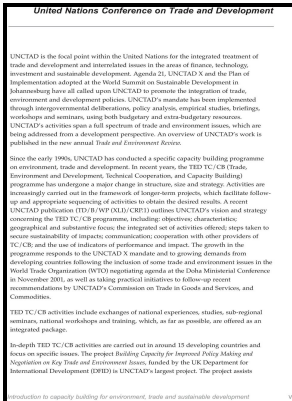 United Nations Conference on Trade and Development
UNCTAD is the focal point within the United Nations for the integrated treatment of
trade and development and interrelated issues in the areas of finance, technology,
investment and sustainable development. Agenda 21, UNCTAD X and the Plan of
Implementation adopted at the World Summit on Sustainable Development in
Johannesburg have all called upon UNCTAD to promote the integration of trade,
environment and development policies. UNCTAD's mandate has been implemented
through intergovernmental deliberations, policy analysis, empirical studies, briefings,
workshops and seminars, using both budgetary and extra-budgetary resources.
UNCTAD's activities span a full spectrum of trade and environment issues, which are
being addressed from a development perspective. An overview of UNCTAD's work is
published in the new annual Trade and Environment Review.
Since the early 1990s, UNCTAD has conducted a specific capacity building programme
on environment, trade and development. In recent years, the TED TC/CB (Trade,
Environment and Development, Technical Cooperation, and Capacity Building)
programme has undergone a major change in structure, size and strategy. Activities are
increasingly carried out in the framework of longer-term projects, which facilitate follow-
up and appropriate sequencing of activities to obtain the desired results. A recent
UNCTAD publication (TD/B/WP (XLI)/CRP.1) outlines UNCTAD's vision and strategy
concerning the TED TC/CB programme, including: objectives; characteristics;
geographical and substantive focus; the integrated set of activities offered; steps taken to
secure sustainability of impacts; communication; cooperation with other providers of
TC/CB; and the use of indicators of performance and impact. The growth in the
programme responds to the UNCTAD X mandate and to growing demands from
developing countries following the inclusion of some trade and environment issues in the
World Trade Organization (WTO) negotiating agenda at the Doha Ministerial Conference
in November 2001, as well as taking practical initiatives to follow-up recent
recommendations by UNCTAD's Commission on Trade in Goods and Services, and
Commodities.
TED TC/CB activities include exchanges of national experiences, studies, sub-regional
seminars, national workshops and training, which, as far as possible, are offered as an
integrated package.
In-depth TED TC/CB activities are carried out in around 15 developing countries and
focus on specific issues. The project Building Capacity for Improved Policy Making and
Negotiation on Key Trade and Environment Issues, funded by the UK Department for
International Development (DFID) is UNCTAD's largest project. The project assists
Introduction to capacity building for environment, trade and sustainable development v